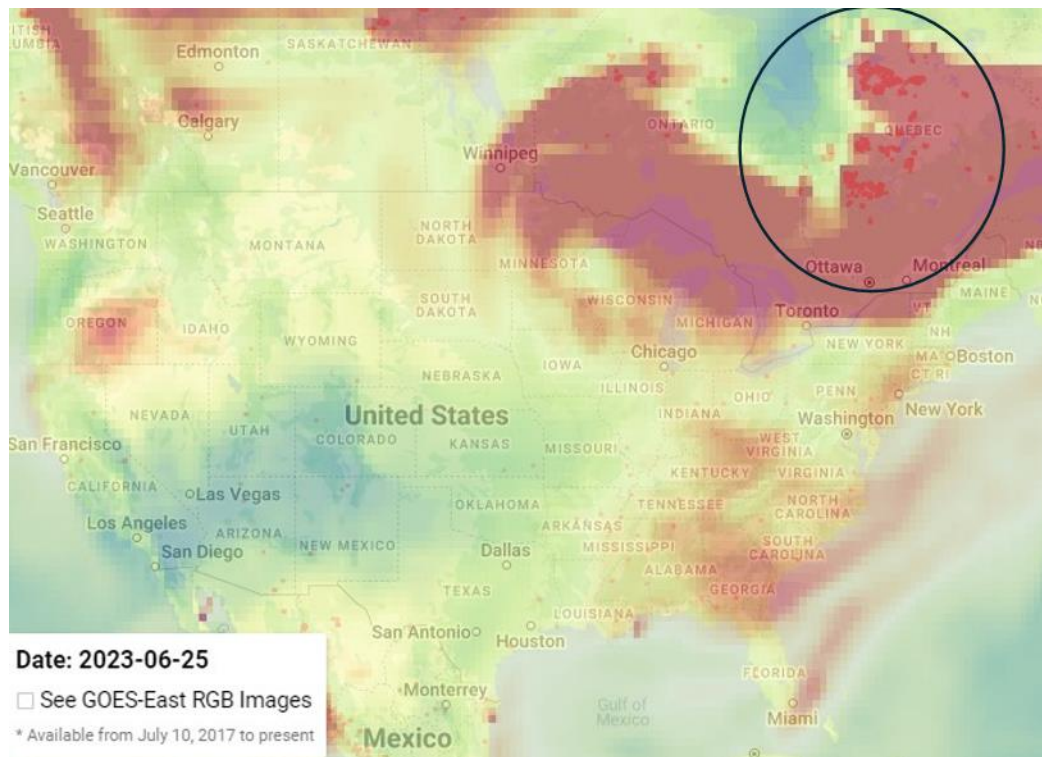 BRITISH
COLUMBIA
Edmonton
SASKATCHEWAN
Calgary
ONTARIO
QUEBEC
Winnipeg
Vancouver
Seattle
WASHINGTON
MONTANA
NORTH
DAKOTA
MINNESOTA
Ottawa
Montreal
MAINE
OREGON
IDAHO
SOUTH
DAKOTA
WISCONSIN
MICHIGAN
Toronto
VT
NH
WYOMING
Chicago
NEW YORK
MA
Boston
IOWA
NEBRASKA
CT RI
ILLINOIS
OHIO
PENN
New York
NEVADA
UTAH
United States
COLORADO
KANSAS
MISSOURI
INDIANA
Washington
WEST
VIRGINIA
San Francisco
KENTUCKY
VIRGINIA
CALIFORNIA
Las Vegas
OKLAHOMA
TENNESSEE
NORTH
CAROLINA
Los Angeles
ARIZONA
NEW MEXICO
ARKANSAS
MISSISSIPPI
SOUTH
CAROLINA
San Diego
Dallas
ALABAMA
GEORGIA
TEXAS
LOUISIANA
San Antonio
Houston
FLORIDA
Monterrey
Gulf of
Mexico
Miami
Mexico
Date: 2023-06-25
See GOES-East RGB Images
* Available from July 10, 2017 to present